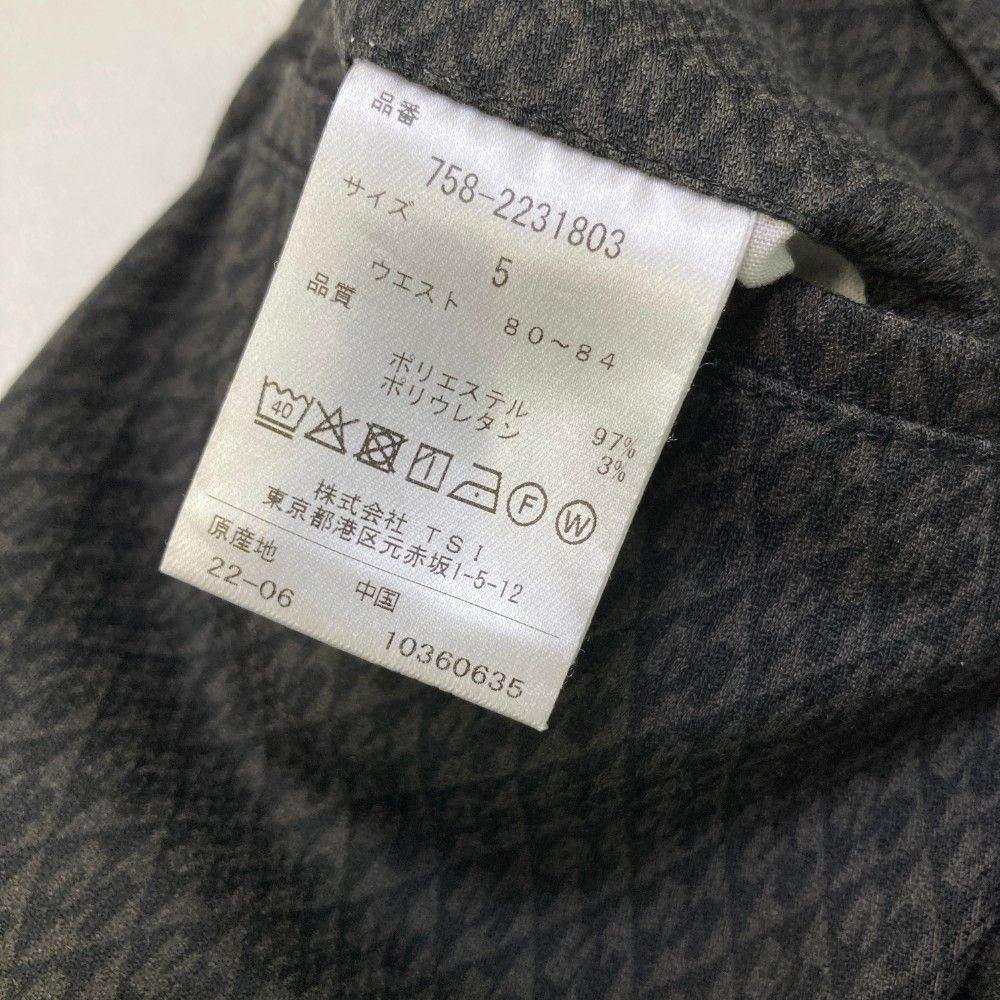 品番
758-2231803
サイズ 5
ウエスト 80~84
品質
ポリエステル 97%
ポリウレタン 3%
40 F W
株式会社 TSI
東京都港区元赤坂1-5-12
原産地 中国
22-06 10360635